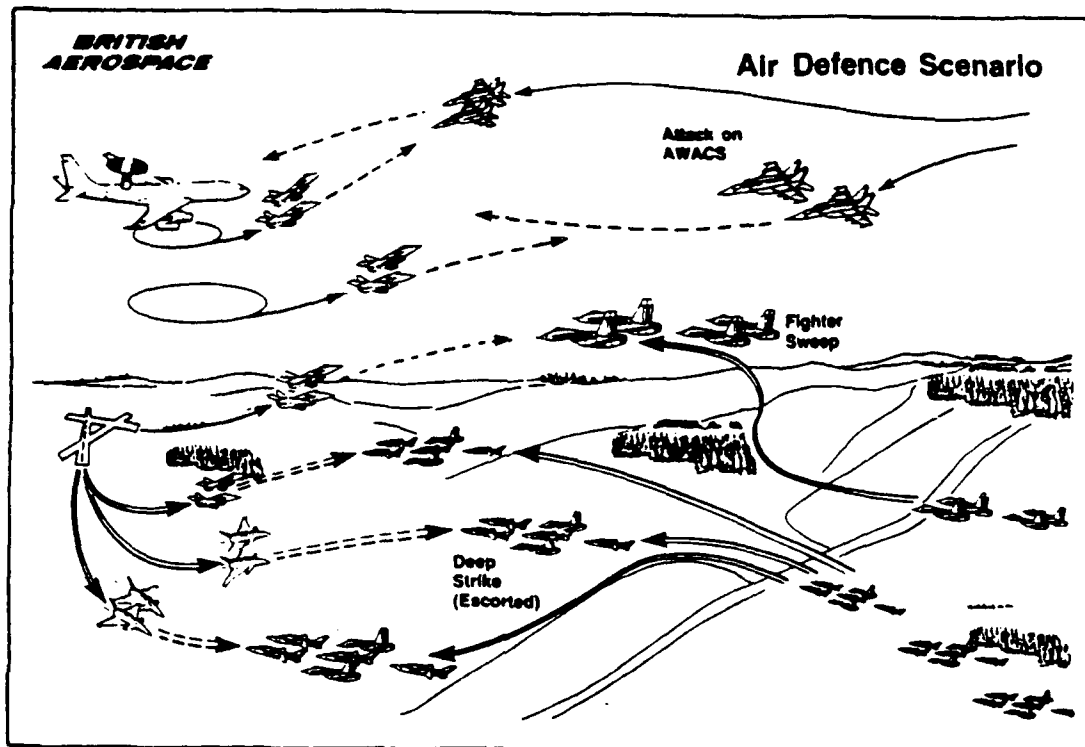 BRITISH
AEROSPACE
Air Defence Scenario
Attack on
AWACS
Fighter
Sweep
Deep
Strike
(Escorted)